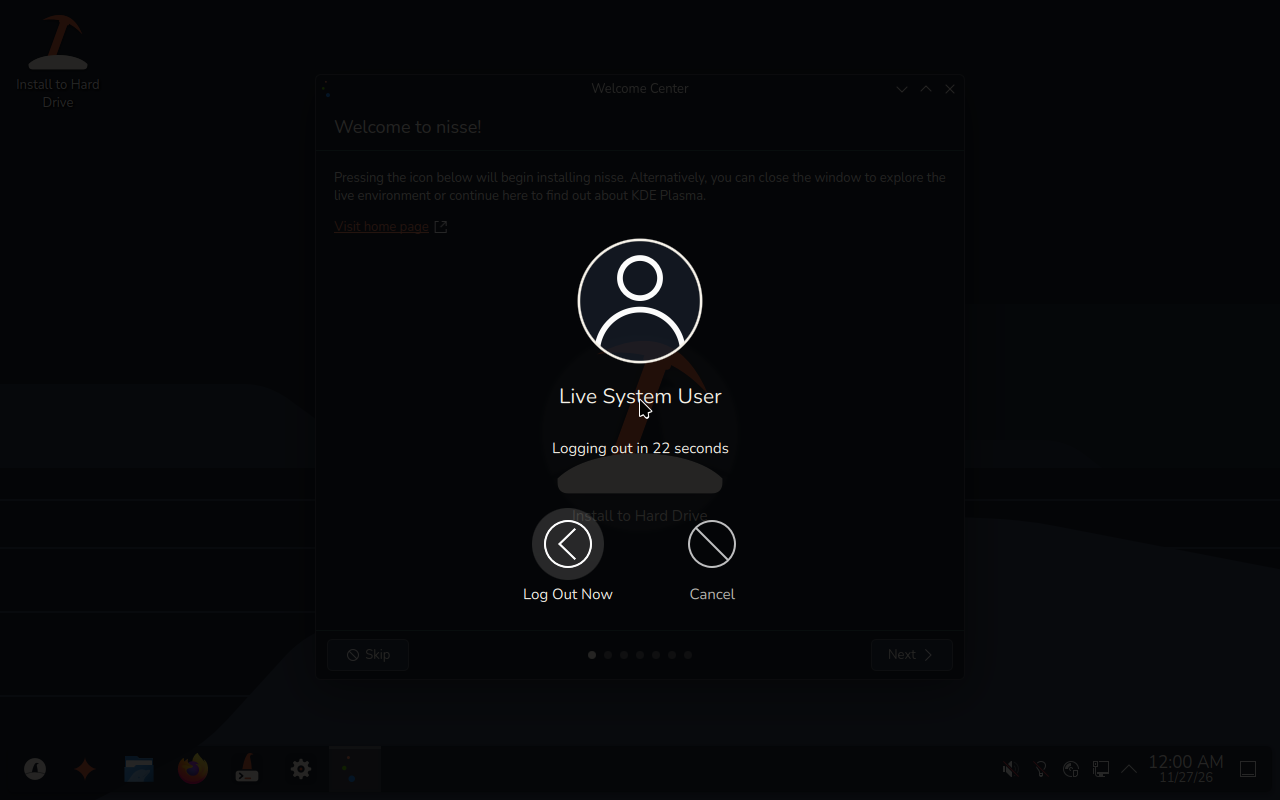 Install to Hard
Drive
Welcome Center
Welcome to nisse!
Pressing the icon below will begin installing nisse. Alternatively, you can close the window to explore the
live environment or continue here to find out about KDE Plasma.
Visit home page
Live System User
Logging out in 22 seconds
Install to Hard Drive
Log Out Now
Cancel
Skip
Next
12:00 AM
11/27/26